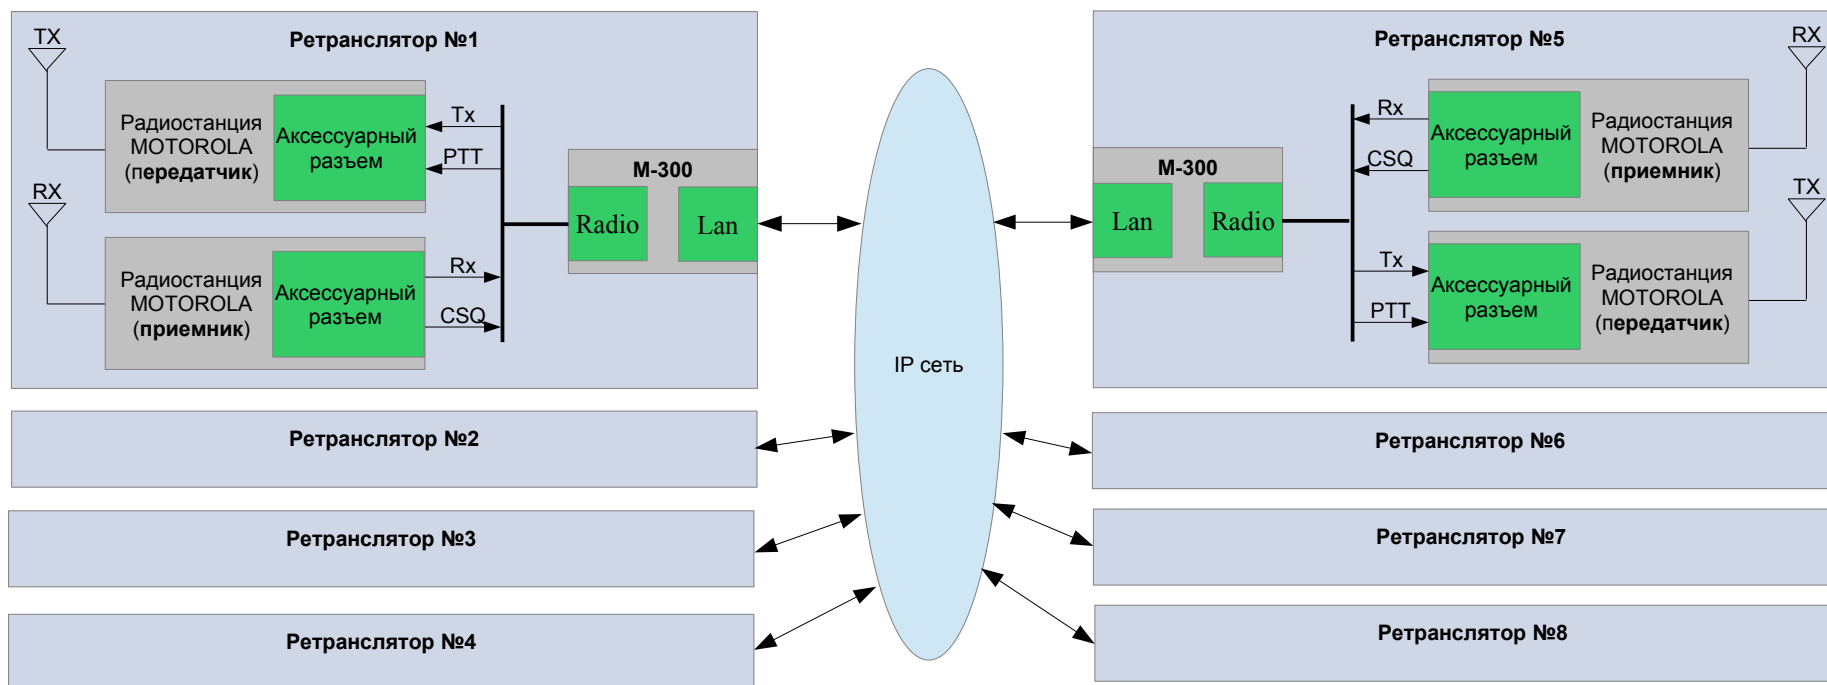 Ретранслятор №1
TX
Радиостанция
MOTOROLA
(передатчик)
Аксессуарный
разъем
Tx
PTT
RX
Радиостанция
MOTOROLA
(приемник)
Аксессуарный
разъем
Rx
CSQ
M-300
Radio
Lan
IP сеть
Ретранслятор №5
RX
Rx
CSQ
Аксессуарный
разъем
Радиостанция
MOTOROLA
(приемник)
M-300
Lan
Radio
TX
Tx
PTT
Аксессуарный
разъем
Радиостанция
MOTOROLA
(передатчик)
Ретранслятор №2
Ретранслятор №3
Ретранслятор №4
Ретранслятор №6
Ретранслятор №7
Ретранслятор №8